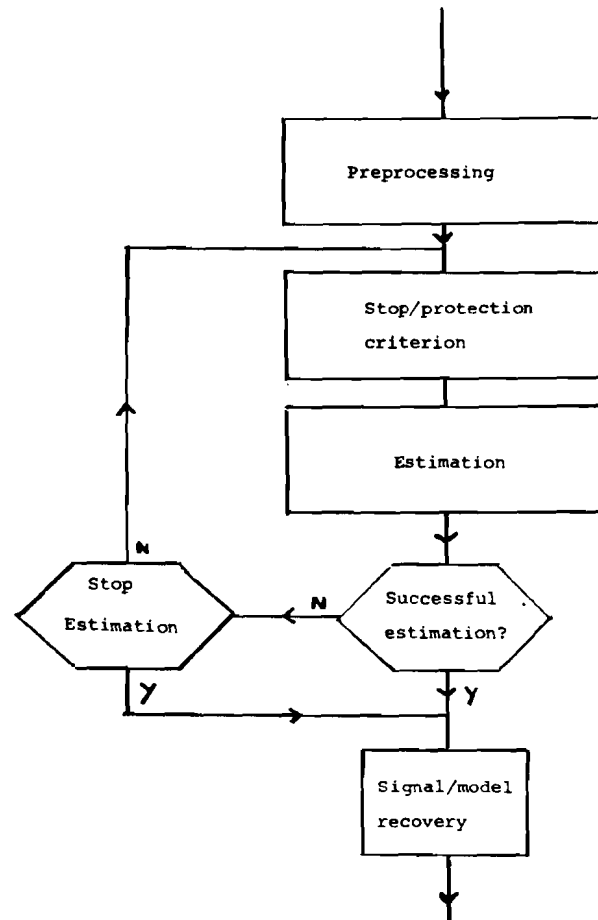 Preprocessing
Stop/protection
criterion
Estimation
N
Stop
Estimation
N
Successful
estimation?
Y
Y
Signal/model
recovery